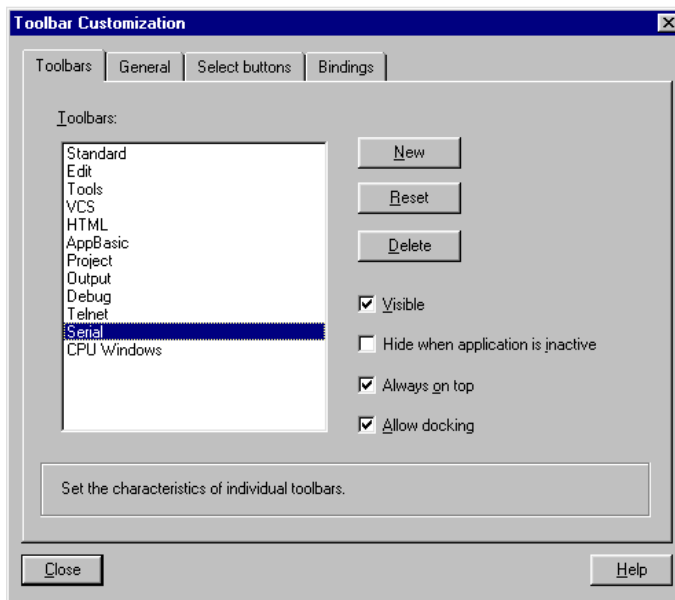 Toolbar Customization
Toolbars General Select buttons Bindings
Toolbars:
Standard
Edit
Tools
VCS
HTML
AppBasic
Project
Output
Debug
Telnet
Serial
CPU Windows
New
Reset
Delete
Visible
Hide when application is inactive
Always on top
Allow docking
Set the characteristics of individual toolbars.
Close
Help